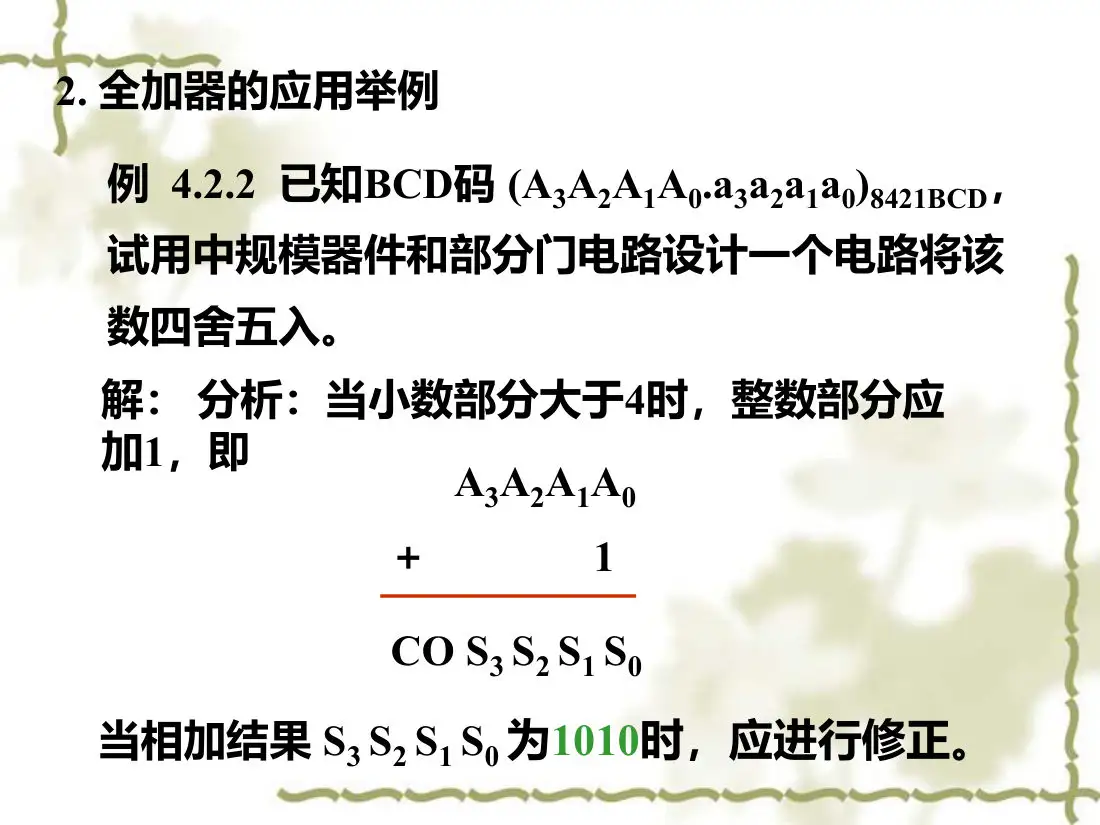 2. 全加器的应用举例
例 4.2.2 已知BCD码 (A₃A₂A₁A₀.a₃a₂a₁a₀)₈₄₂₁BCD，
试用中规模器件和部分门电路设计一个电路将该
数四舍五入。
解： 分析：当小数部分大于4时，整数部分应
加1，即
A₃A₂A₁A₀
+ 1
CO S₃ S₂ S₁ S₀
当相加结果 S₃ S₂ S₁ S₀ 为1010时，应进行修正。